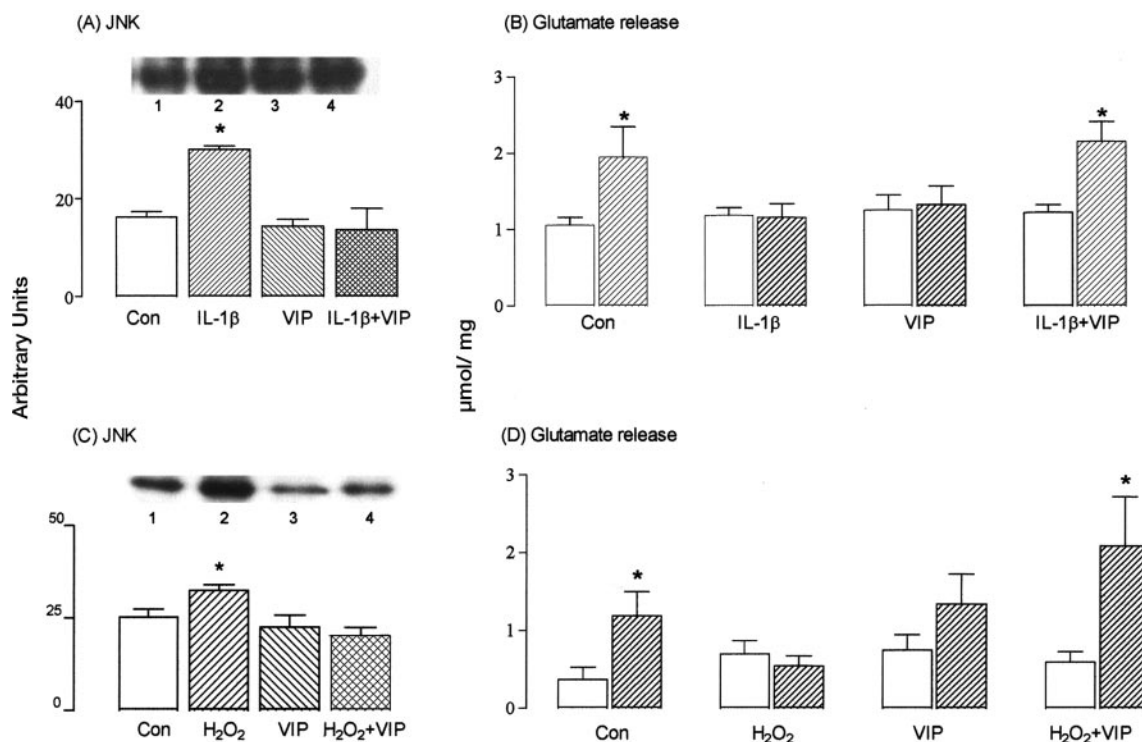 (A) JNK
1 2 3 4
40
*
20
0
Con IL-1β VIP IL-1β+VIP
Arbitrary Units
(B) Glutamate release
3
* *
2
1
0
Con IL-1β VIP IL-1β+VIP
µmol/ mg
(C) JNK
1 2 3 4
50
*
25
0
Con H₂O₂ VIP H₂O₂+VIP
(D) Glutamate release
3
*
2
*
1
0
Con H₂O₂ VIP H₂O₂+VIP